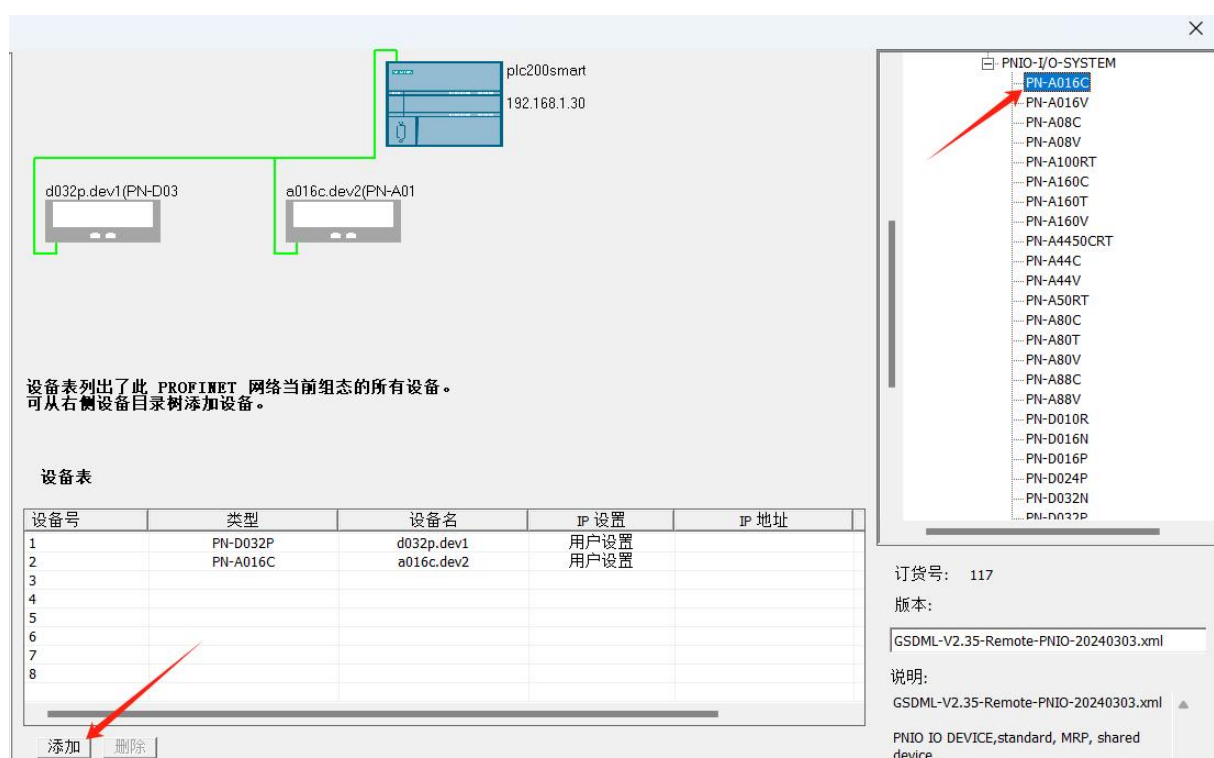 plc200smart
192.168.1.30
d032p.dev1(PN-D03
a016c.dev2(PN-A01
设备表列出了此 PROFINET 网络当前组态的所有设备。
可从右侧设备目录树添加设备。
设备表
设备号 类型 设备名 IP 设置 IP 地址
1 PN-D032P d032p.dev1 用户设置
2 PN-A016C a016c.dev2 用户设置
3
4
5
6
7
8
添加 删除
PNIO-I/O-SYSTEM
PN-A016C
PN-A016V
PN-A08C
PN-A08V
PN-A100RT
PN-A160C
PN-A160T
PN-A160V
PN-A4450CRT
PN-A44C
PN-A44V
PN-A50RT
PN-A80C
PN-A80T
PN-A80V
PN-A88C
PN-A88V
PN-D010R
PN-D016N
PN-D016P
PN-D024P
PN-D032N
PN-D032P
订货号: 117
版本:
GSDML-V2.35-Remote-PNIO-20240303.xml
说明:
GSDML-V2.35-Remote-PNIO-20240303.xml
PNIO IO DEVICE,standard, MRP, shared
device